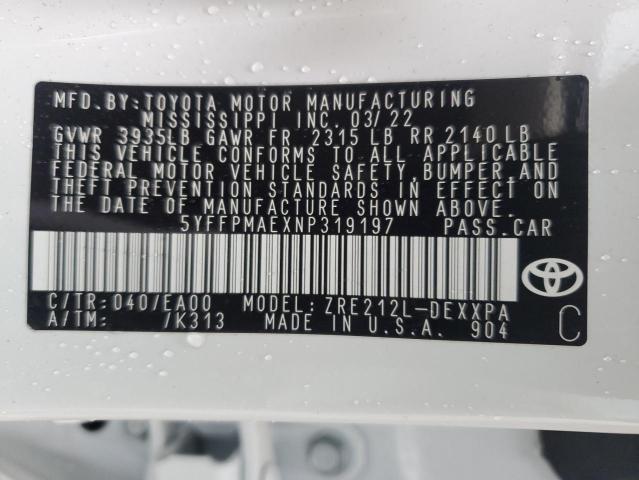 MFD. BY: TOYOTA MOTOR MANUFACTURING
MISSISSIPPI INC. 03/22
GVWR 3935LB GAWR FR 2315 LB RR 2140 LB
THIS VEHICLE CONFORMS TO ALL APPLICABLE
FEDERAL MOTOR VEHICLE SAFETY, BUMPER, AND
THEFT PREVENTION STANDARDS IN EFFECT ON
THE DATE OF MANUFACTURE SHOWN ABOVE.
5YFFPMAEXNP319197 PASS. CAR
C/TR: 040/EA00 MODEL: ZRE212L-DEXXPA
A/TM: /K313 MADE IN U.S.A. 904
C